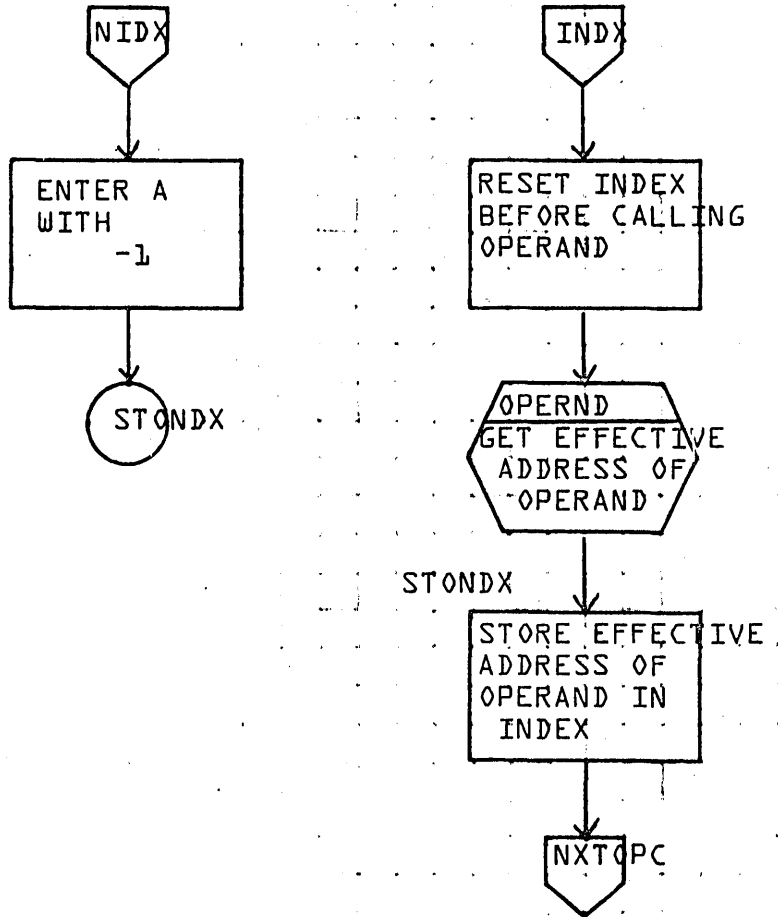 NIDX
ENTER A
WITH
-1
STONDX
INDX
RESET INDEX
BEFORE CALLING
OPERAND
OPERND
GET EFFECTIVE
ADDRESS OF
OPERAND
STONDX
STORE EFFECTIVE
ADDRESS OF
OPERAND IN
INDEX
NXTOPC